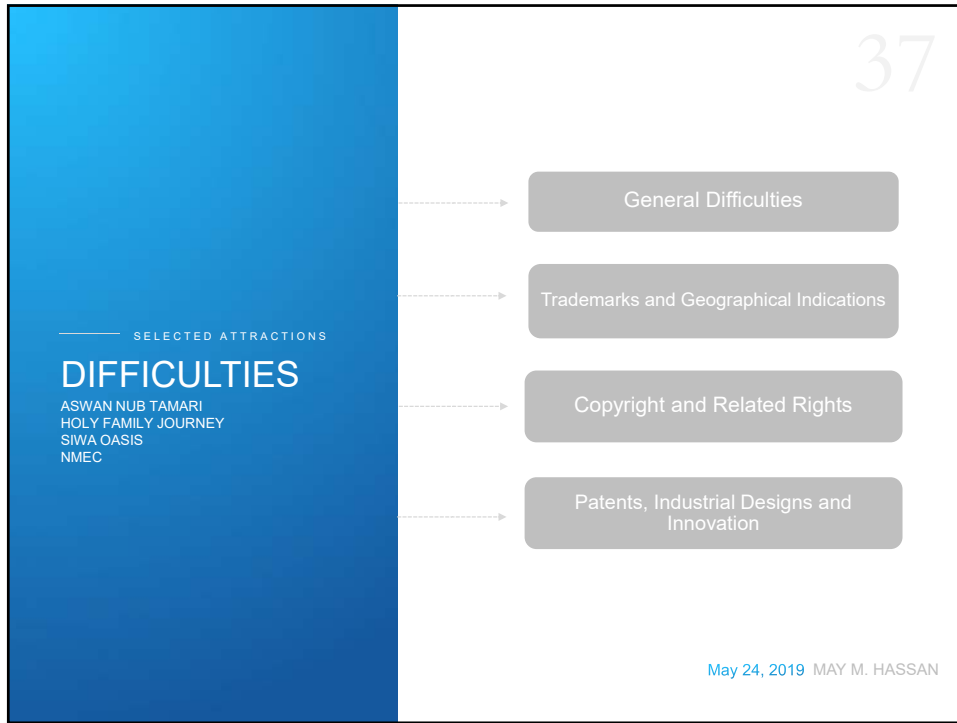 37
General Difficulties
Trademarks and Geographical Indications
SELECTED ATTRACTIONS
DIFFICULTIES
ASWAN NUB TAMARI
HOLY FAMILY JOURNEY
SIWA OASIS
NMEC
Copyright and Related Rights
Patents, Industrial Designs and
Innovation
May 24, 2019 MAY M. HASSAN